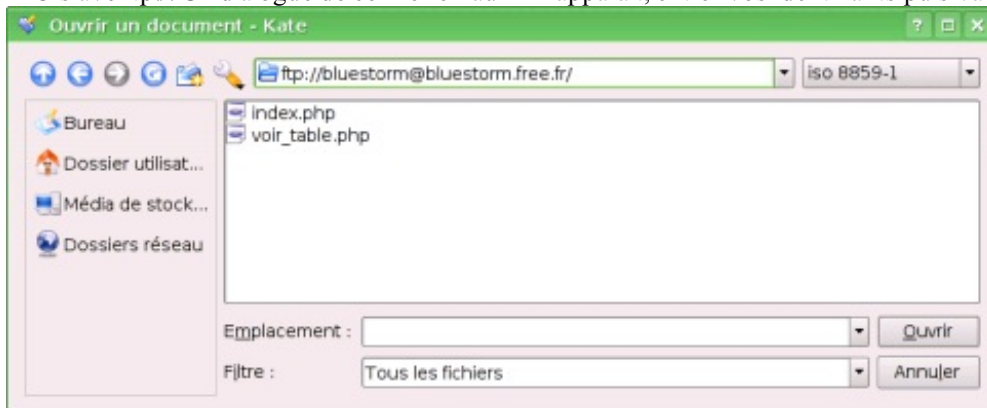 Ouvrir un document - Kate
ftp://bluestorm@bluestorm.free.fr/
iso 8859-1
Bureau
Dossier utilisat...
Média de stock...
Dossiers réseau
index.php
voir_table.php
Emplacement :
Ouvrir
Filtre :
Tous les fichiers
Annuler